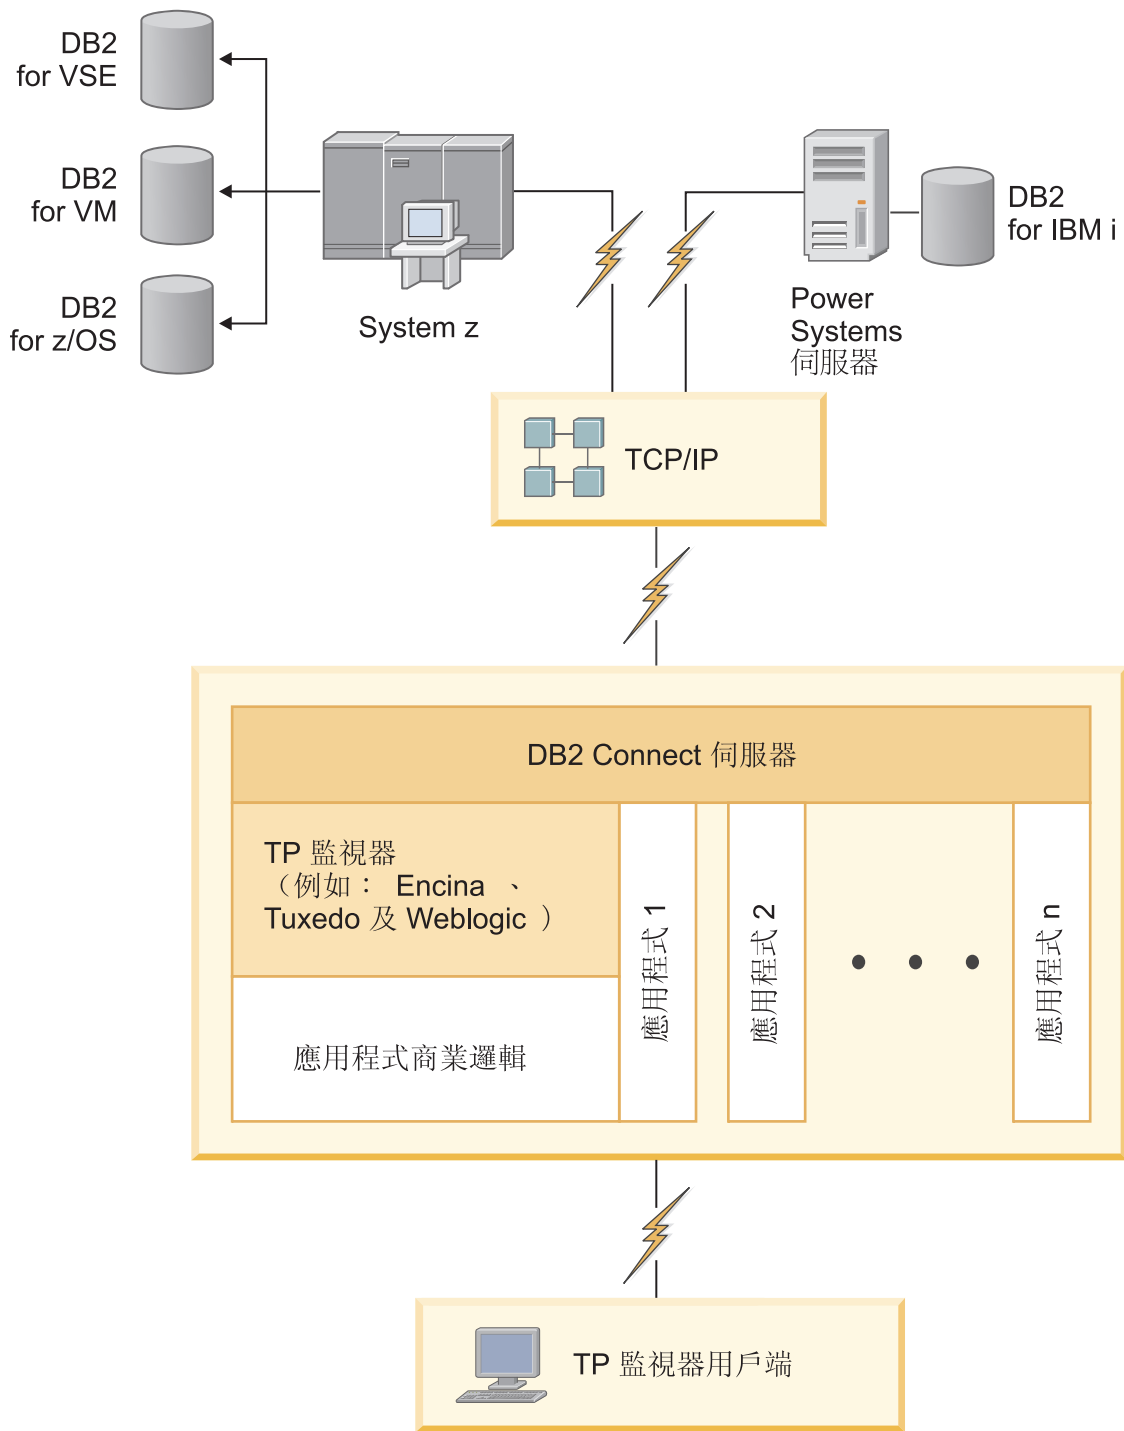 DB2
for VSE
DB2
for VM
DB2
for z/OS
System z
Power
Systems
伺服器
DB2
for IBM i
TCP/IP
DB2 Connect 伺服器
TP 監視器
（例如： Encina 、
Tuxedo 及 Weblogic ）
應用程式商業邏輯
應用程式 1
應用程式 2
應用程式 n
TP 監視器用戶端